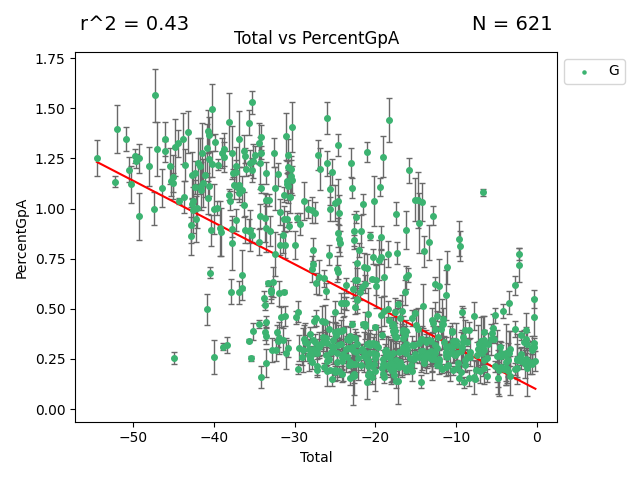 r^2 = 0.43
N = 621
Total vs PercentGpA
G
PercentGpA
1.75
1.50
1.25
1.00
0.75
0.50
0.25
0.00
−50
−40
−30
−20
−10
0
Total